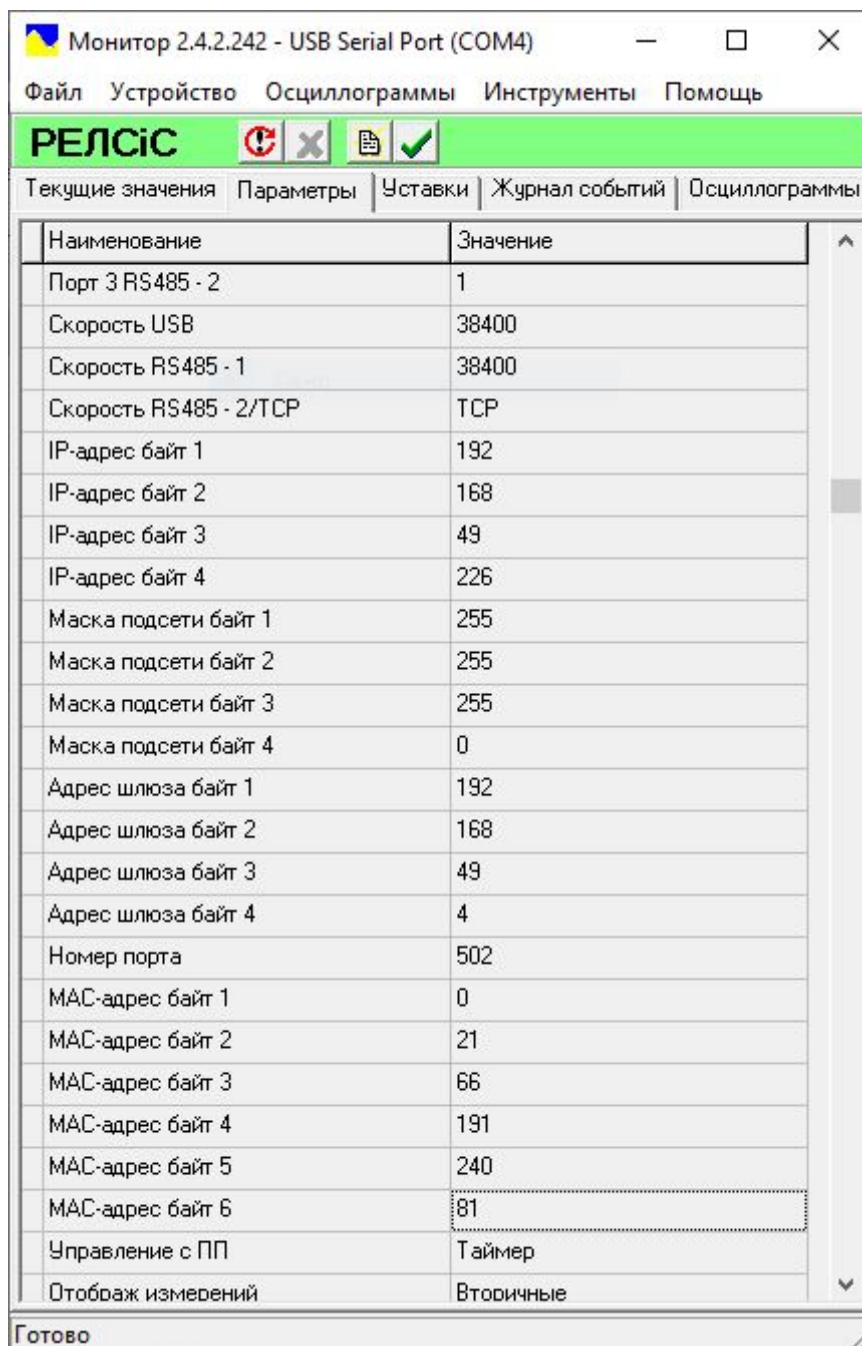 Монитор 2.4.2.242 - USB Serial Port (COM4)
Файл Устройство Осциллограммы Инструменты Помощь
РЕЛСіС
Текущие значения Параметры Уставки Журнал событий Осциллограммы
Наименование Значение
Порт 3 RS485 - 2 1
Скорость USB 38400
Скорость RS485 - 1 38400
Скорость RS485 - 2/TCP TCP
IP-адрес байт 1 192
IP-адрес байт 2 168
IP-адрес байт 3 49
IP-адрес байт 4 226
Маска подсети байт 1 255
Маска подсети байт 2 255
Маска подсети байт 3 255
Маска подсети байт 4 0
Адрес шлюза байт 1 192
Адрес шлюза байт 2 168
Адрес шлюза байт 3 49
Адрес шлюза байт 4 4
Номер порта 502
MAC-адрес байт 1 0
MAC-адрес байт 2 21
MAC-адрес байт 3 66
MAC-адрес байт 4 191
MAC-адрес байт 5 240
MAC-адрес байт 6 81
Управление с ПП Таймер
Отображ измерений Вторичные
Готово